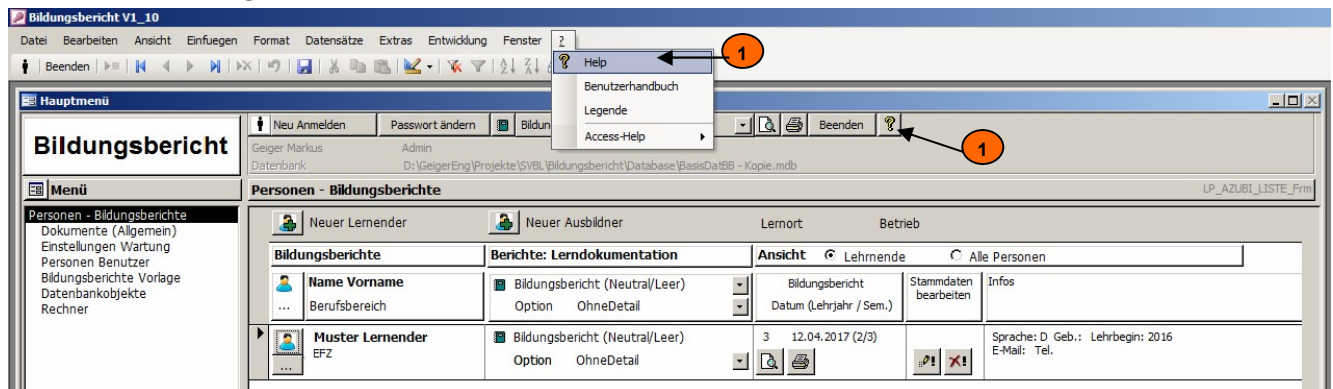 Bildungsbericht V1_10
Datei Bearbeiten Ansicht Einfuegen Format Datensätze Extras Entwicklung Fenster ?
Beenden
? Help
1
Benutzerhandbuch
Legende
Access-Help
Hauptmenü
Bildungsbericht
Neu Anmelden Passwort ändern Bildun Beenden ?
1
Geiger Markus Admin
Datenbank D:\GeigerEng\Projekte\SVBL\Bildungsbericht\Database\BasisDatBB - Kopie.mdb
Menü
Personen - Bildungsberichte LP_AZUBI_LISTE_Frm
Personen - Bildungsberichte
Dokumente (Allgemein)
Einstellungen Wartung
Personen Benutzer
Bildungsberichte Vorlage
Datenbankobjekte
Rechner
Neuer Lernender Neuer Ausbildner Lernort Betrieb
Bildungsberichte Berichte: Lerndokumentation Ansicht Lehrnende Alle Personen
Name Vorname Bildungsbericht (Neutral/Leer) Bildungsbericht Stammdaten bearbeiten Infos
... Berufsbereich Option OhneDetail Datum (Lehrjahr / Sem.)
Muster Lernender Bildungsbericht (Neutral/Leer) 3 12.04.2017 (2/3) Sprache: D Geb.: Lehrbegin: 2016
EFZ E-Mail: Tel.
... Option OhneDetail